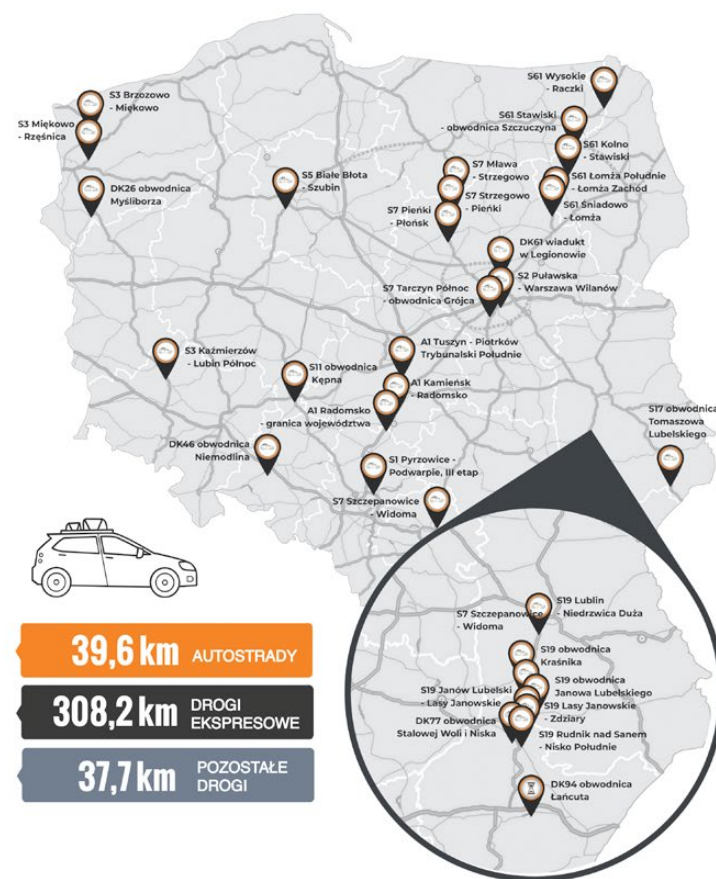 S3 Brzozowo
- Miękowo
S3 Miękowo
- Rzęśnica
DK26 obwodnica
Myśliborza
S5 Białe Błota
- Szubin
S61 Wysokie
- Raczki
S61 Stawiski
- obwodnica Szczuczyna
S61 Kolno
- Stawiski
S61 Łomża Południe
- Łomża Zachód
S61 Śniadowo
- Łomża
S7 Mława
- Strzegowo
S7 Strzegowo
- Pieńki
S7 Pieńki
- Płońsk
DK61 wiadukt
w Legionowie
S2 Puławska
- Warszawa Wilanów
S7 Tarczyn Północ
- obwodnica Grójca
S3 Kaźmierzów
- Lubin Północ
S11 obwodnica
Kępna
A1 Tuszyn - Piotrków
Trybunalski Południe
A1 Kamieńsk
- Radomsko
A1 Radomsko
- granica województwa
DK46 obwodnica
Niemodlina
S1 Pyrzowice -
Podwarpie, III etap
S7 Szczepanowice
- Widoma
S17 obwodnica
Tomaszowa
Lubelskiego
S19 Lublin
- Niedrzwica Duża
S7 Szczepanowice
- Widoma
S19 obwodnica
Kraśnika
S19 obwodnica
Janowa Lubelskiego
S19 Janów Lubelski
- Lasy Janowskie
S19 Lasy Janowskie
- Zdziary
DK77 obwodnica
Stalowej Woli i Niska
S19 Rudnik nad Sanem
- Nisko Południe
DK94 obwodnica
Łańcuta
39,6 km AUTOSTRADY
308,2 km DROGI
EKSPRESOWE
37,7 km POZOSTAŁE
DROGI